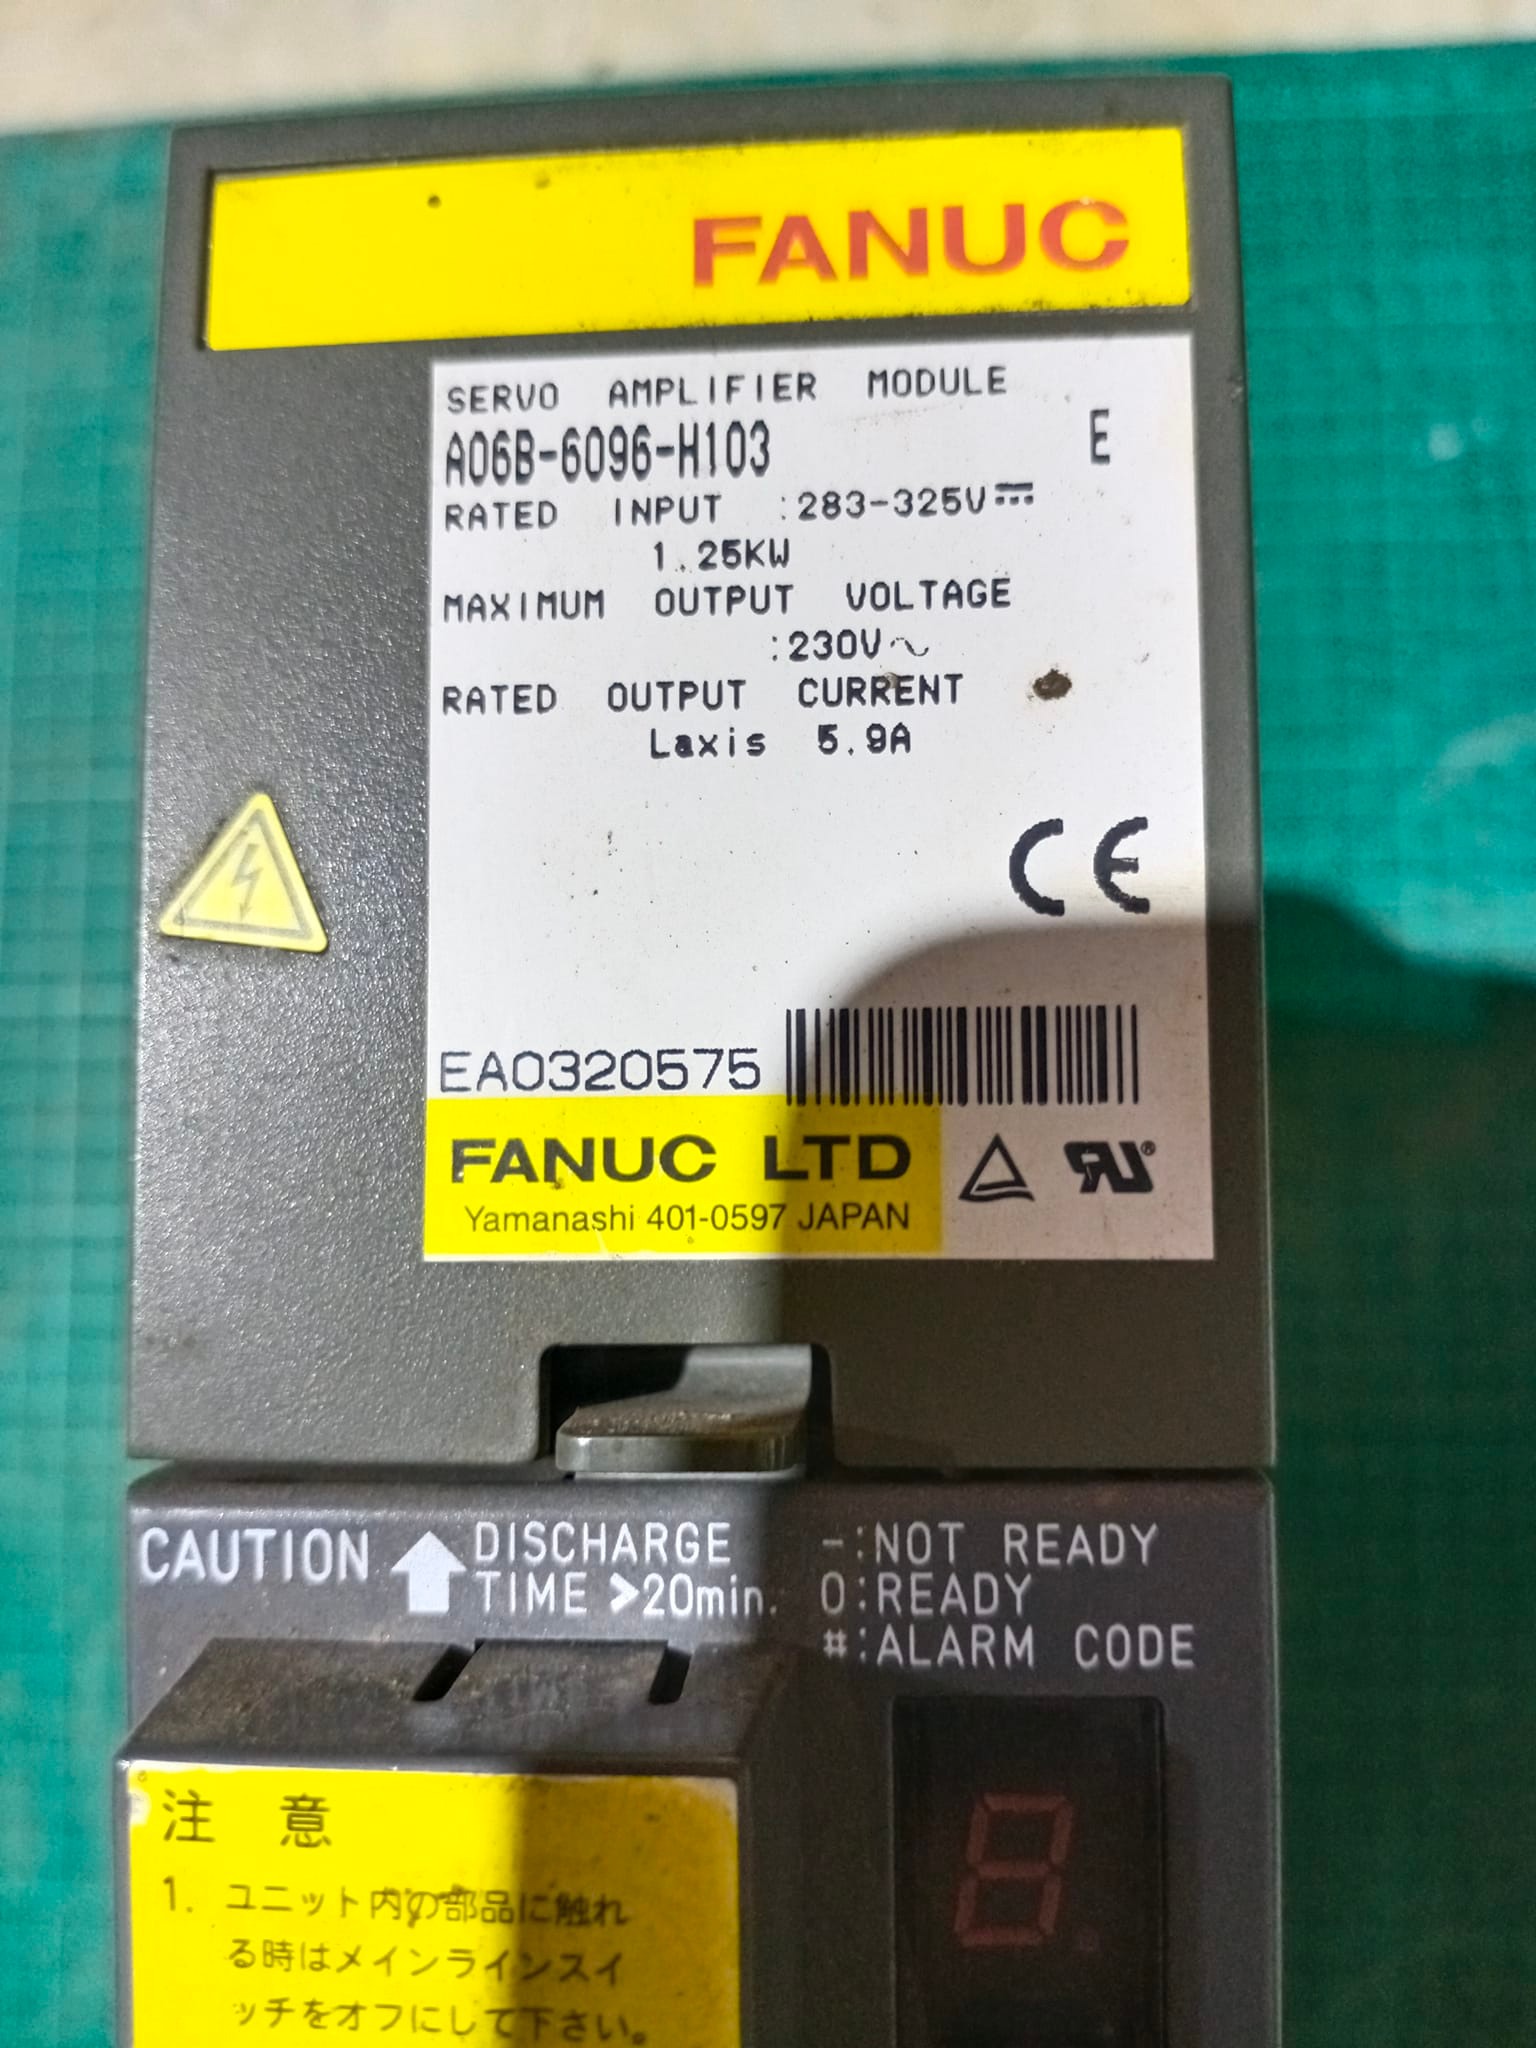 FANUC
SERVO AMPLIFIER MODULE
A06B-6096-H103 E
RATED INPUT :283-325V⎓
1.25KW
MAXIMUM OUTPUT VOLTAGE
:230V~
RATED OUTPUT CURRENT
Laxis 5.9A
CE
EA0320575
FANUC LTD
Yamanashi 401-0597 JAPAN
CAUTION
DISCHARGE
TIME >20min.
-:NOT READY
0:READY
#:ALARM CODE
8.
注 意
1. ユニット内の部品に触れ
る時はメインラインスイ
ッチをオフにして下さい。